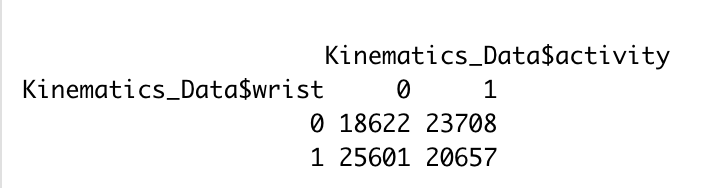 Kinematics_Data$activity
Kinematics_Data$wrist 0 1
0 18622 23708
1 25601 20657